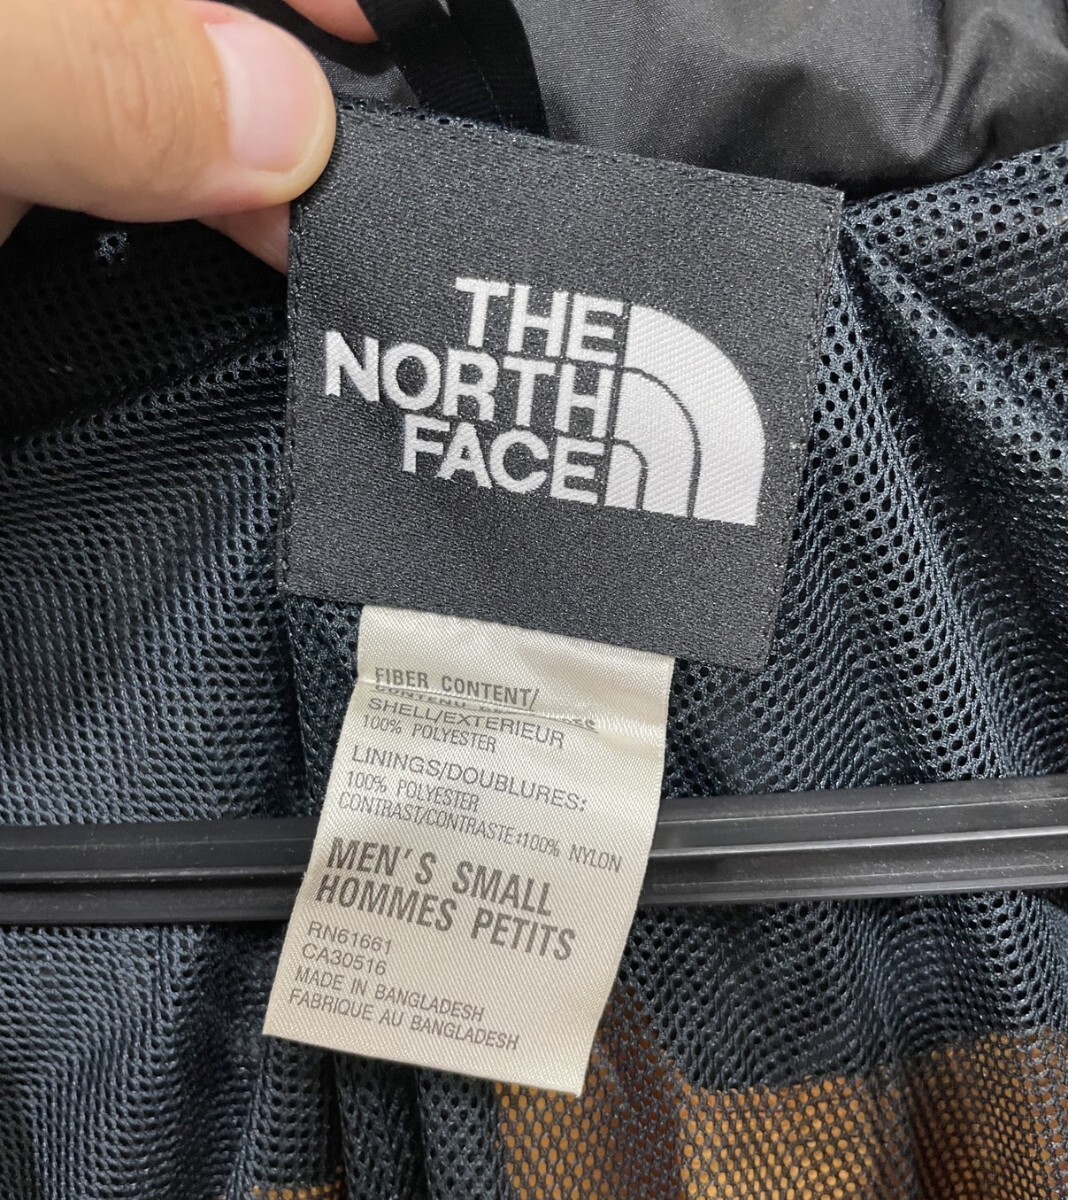 THE
NORTH
FACE
FIBER CONTENT/
SHELL/EXTERIEUR
100% POLYESTER
LININGS/DOUBLURES:
100% POLYESTER
CONTRAST/CONTRASTE:100% NYLON
MEN'S SMALL
HOMMES PETITS
RN61661
CA30516
MADE IN BANGLADESH
FABRIQUE AU BANGLADESH